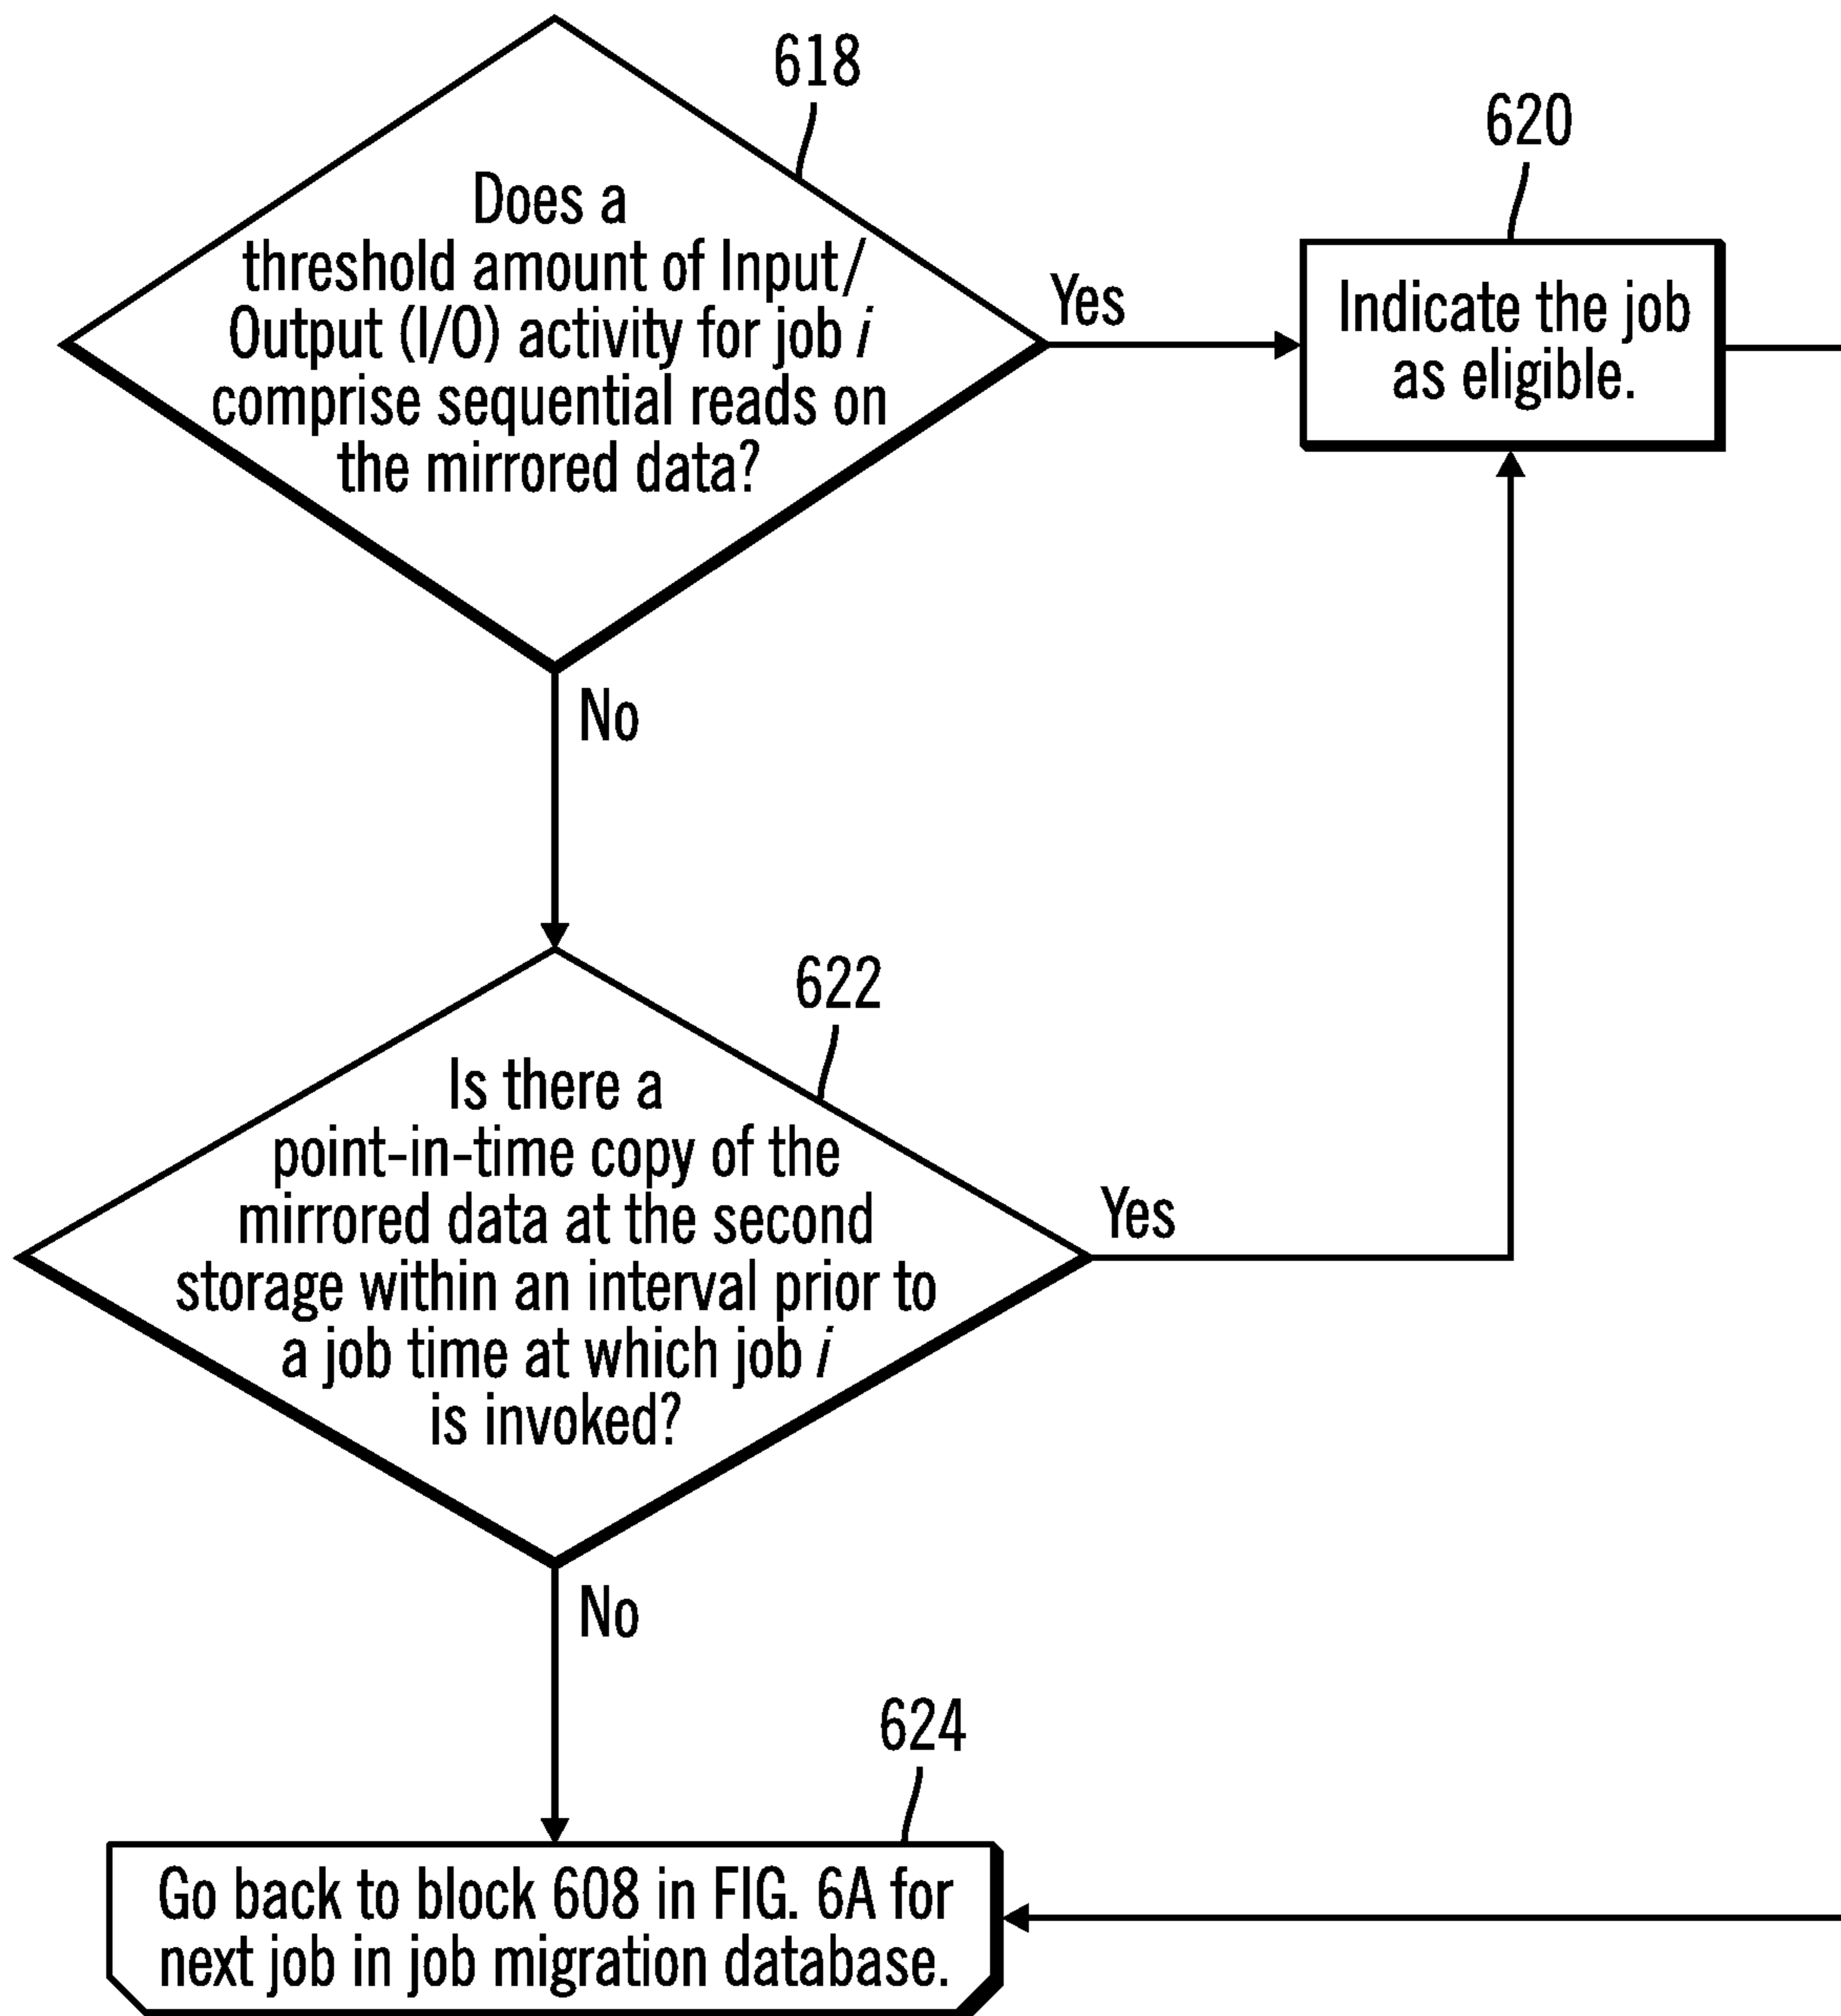 618
Does a
threshold amount of Input/
Output (I/O) activity for job i
comprise sequential reads on
the mirrored data?
Yes
620
Indicate the job
as eligible.
No
622
Is there a
point-in-time copy of the
mirrored data at the second
storage within an interval prior to
a job time at which job i
is invoked?
Yes
No
624
Go back to block 608 in FIG. 6A for
next job in job migration database.